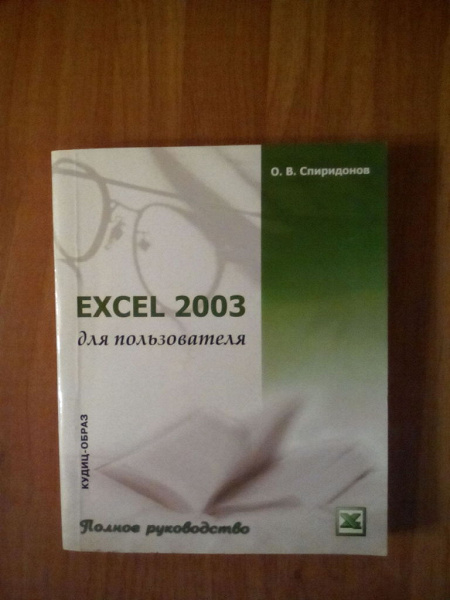 О. В. Спиридонов
EXCEL 2003
для пользователя
КУДИЦ-ОБРАЗ
Полное руководство